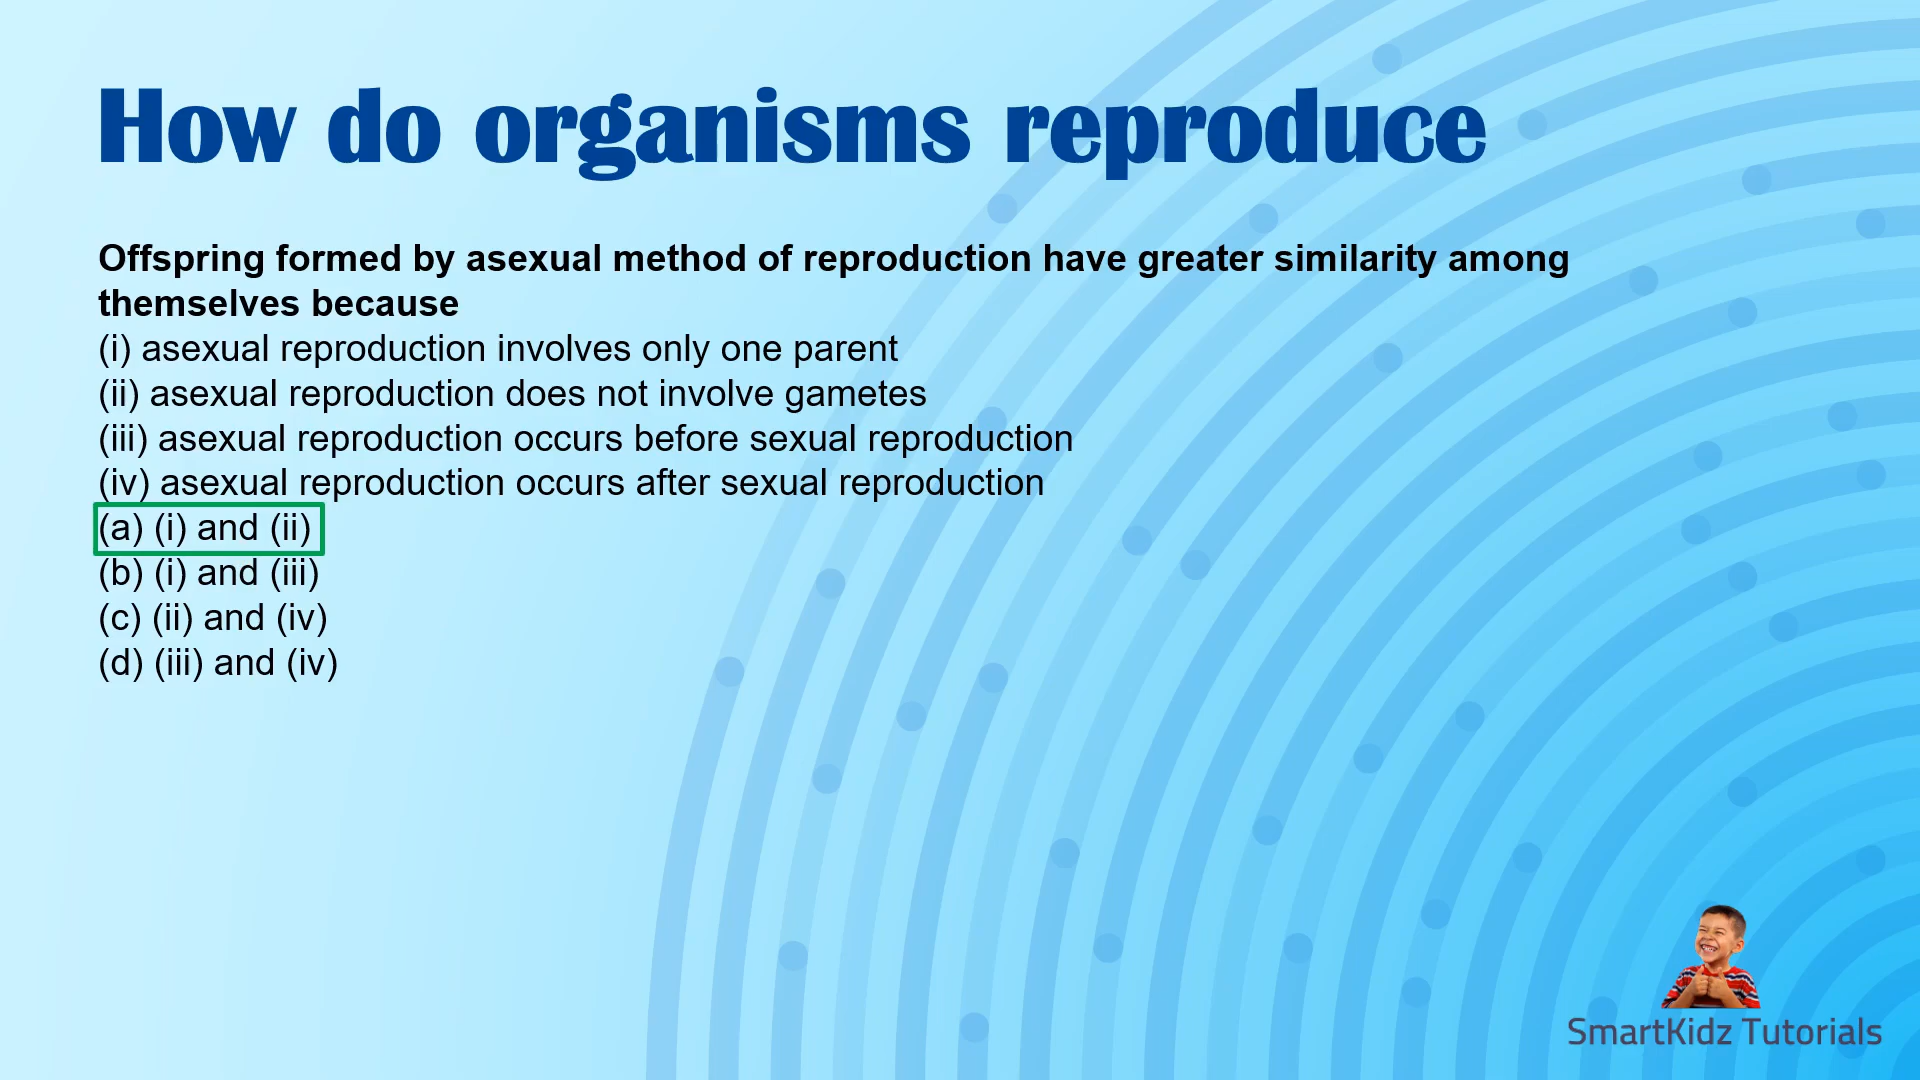 How do organisms reproduce
Offspring formed by asexual method of reproduction have greater similarity among
themselves because
(i) asexual reproduction involves only one parent
(ii) asexual reproduction does not involve gametes
(iii) asexual reproduction occurs before sexual reproduction
(iv) asexual reproduction occurs after sexual reproduction
(a) (i) and (ii)
(b) (i) and (iii)
(c) (ii) and (iv)
(d) (iii) and (iv)
SmartKidz Tutorials